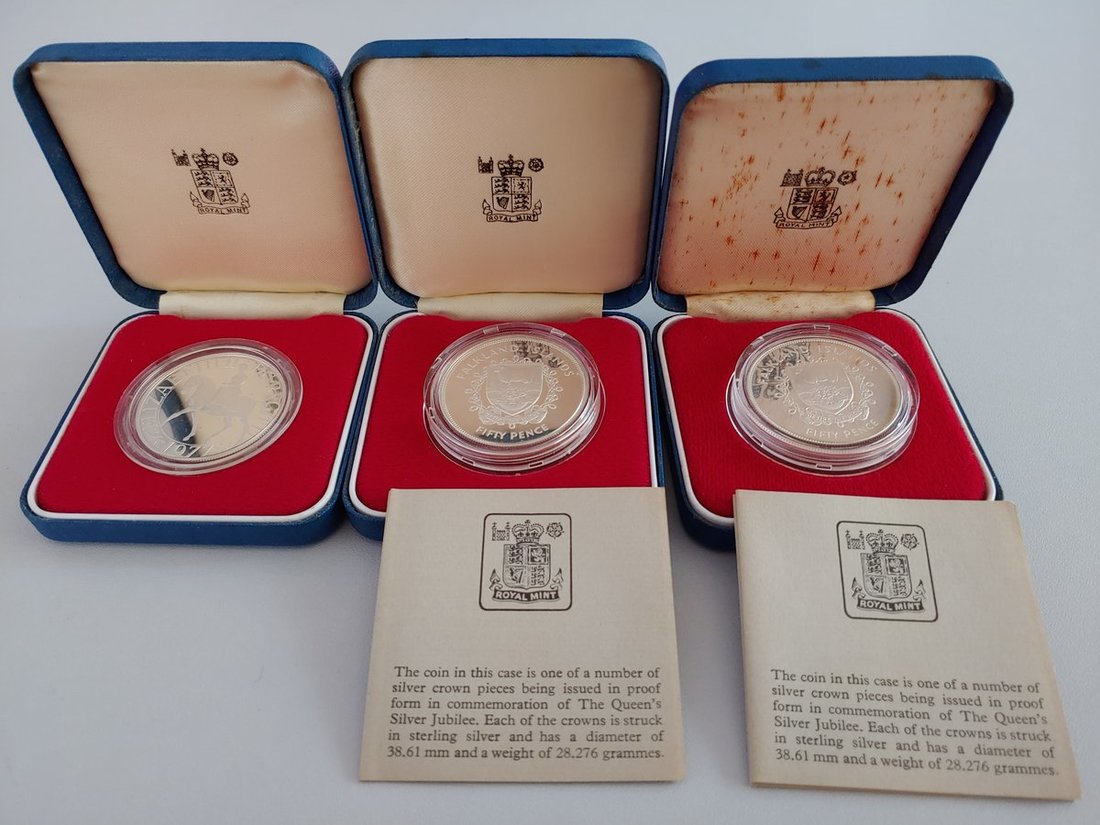 ROYAL MINT
ROYAL MINT
ROYAL MINT
FALKLAND ISLANDS
FIFTY PENCE
FIFTY PENCE
ROYAL MINT
The coin in this case is one of a number of
silver crown pieces being issued in proof
form in commemoration of The Queen's
Silver Jubilee. Each of the crowns is struck
in sterling silver and has a diameter of
38.61 mm and a weight of 28.276 grammes.
ROYAL MINT
The coin in this case is one of a number of
silver crown pieces being issued in proof
form in commemoration of The Queen's
Silver Jubilee. Each of the crowns is struck
in sterling silver and has a diameter of
38.61 mm and a weight of 28.276 grammes.